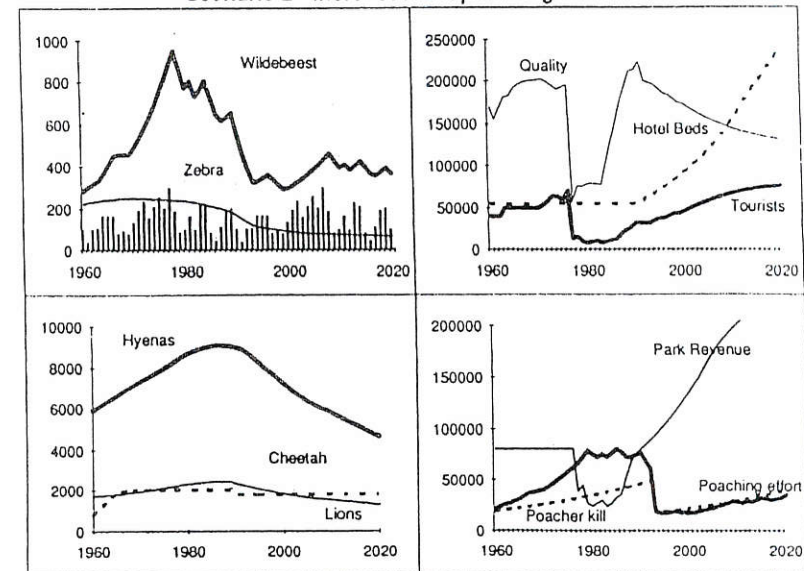 1000
800
600
400
200
0
Wildebeest
Zebra
1960 1980 2000 2020
250000
200000
150000
100000
50000
0
Quality
Hotel Beds
Tourists
1960 1980 2000 2020
10000
8000
6000
4000
2000
0
Hyenas
Cheetah
Lions
1960 1980 2000 2020
200000
150000
100000
50000
0
Park Revenue
Poaching effort
Poacher kill
1960 1980 2000 2020